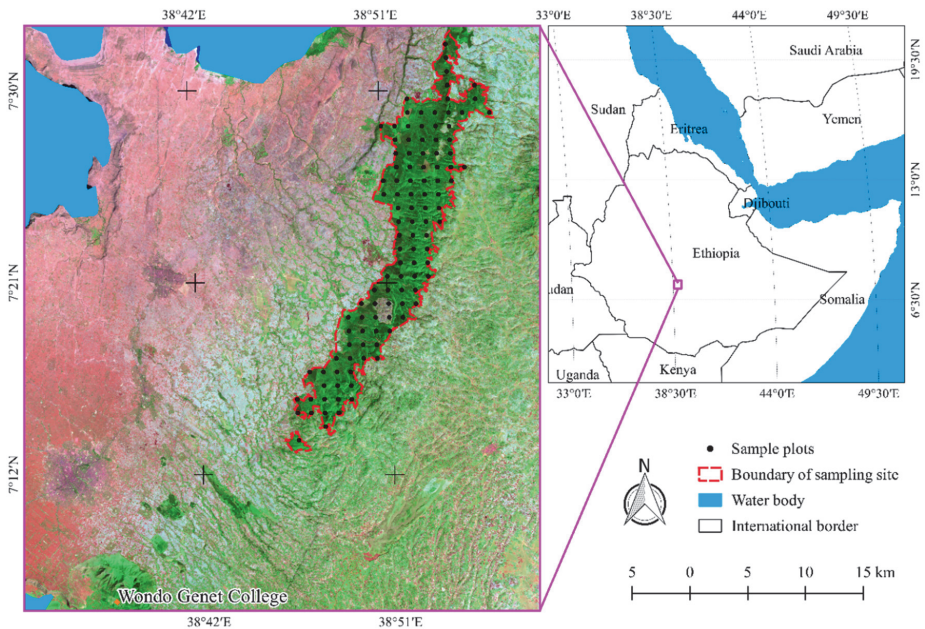 38°42′E 38°51′E
7°30′N
7°21′N
7°12′N
Wondo Genet College
38°42′E 38°51′E
33°0′E 38°30′E 44°0′E 49°30′E
Saudi Arabia
19°30′N
Sudan
Yemen
Eritrea
13°0′N
Djibouti
Ethiopia
udan
Somalia
6°30′N
Uganda
Kenya
33°0′E 38°30′E 44°0′E 49°30′E
N
Sample plots
Boundary of sampling site
Water body
International border
5 0 5 10 15 km